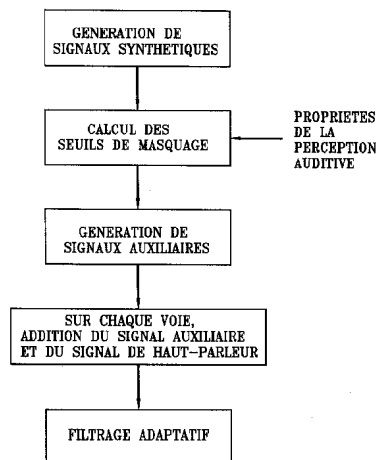 GENERATION DE
SIGNAUX SYNTHETIQUES
CALCUL DES
SEUILS DE MASQUAGE
PROPRIETES
DE LA
PERCEPTION
AUDITIVE
GENERATION DE
SIGNAUX AUXILIAIRES
SUR CHAQUE VOIE,
ADDITION DU SIGNAL AUXILIAIRE
ET DU SIGNAL DE HAUT-PARLEUR
FILTRAGE ADAPTATIF